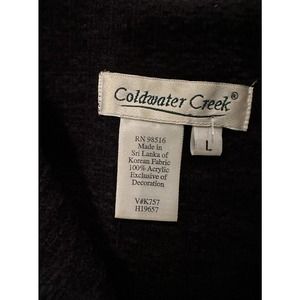 Coldwater Creek®
L
RN 98516
Made in
Sri Lanka of
Korean Fabric
100% Acrylic
Exclusive of
Decoration
V#K757
H19657